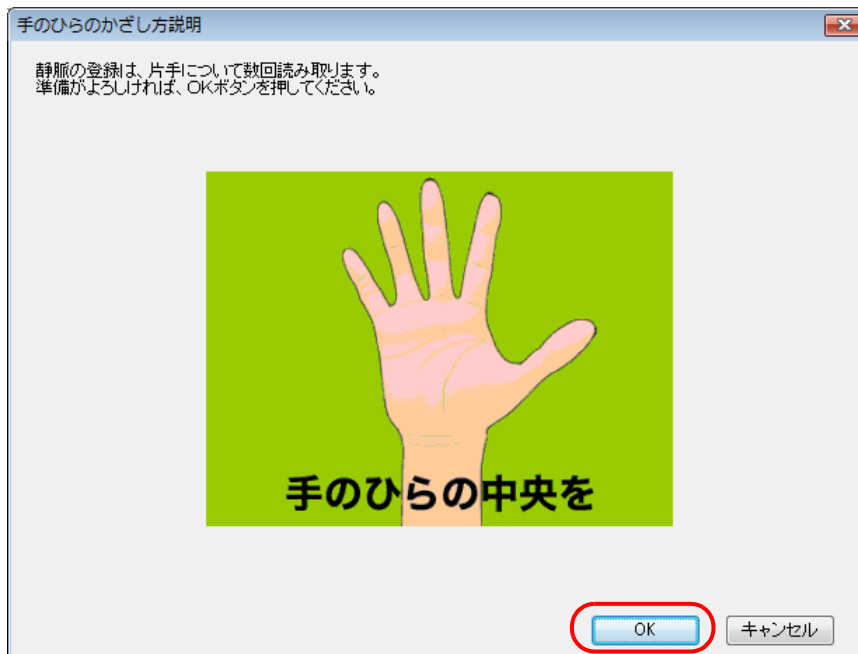 手のひらのかざし方説明
静脈の登録は、片手について数回読み取ります。
準備がよろしければ、OKボタンを押してください。
手のひらの中央を
OK
キャンセル